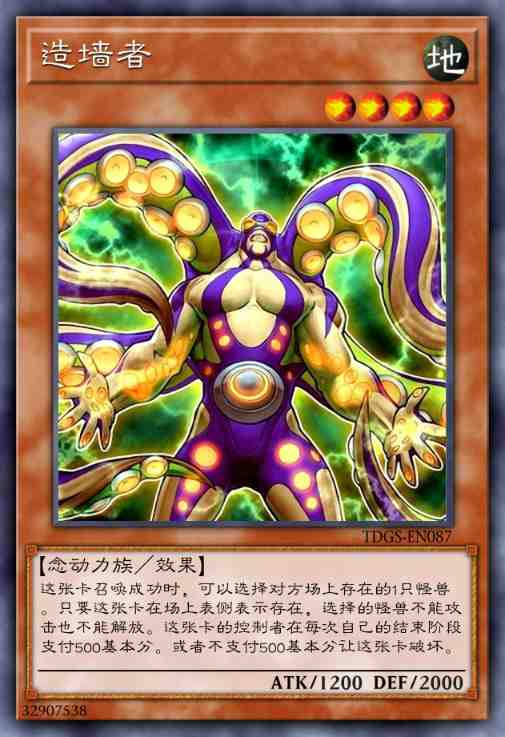 造墙者
地
TDGS-EN087
【念动力族／效果】
这张卡召唤成功时，可以选择对方场上存在的1只怪兽
。只要这张卡在场上表侧表示存在，选择的怪兽不能攻
击也不能解放。这张卡的控制者在每次自己的结束阶段
支付500基本分。或者不支付500基本分让这张卡破坏。
ATK/1200 DEF/2000
32907538